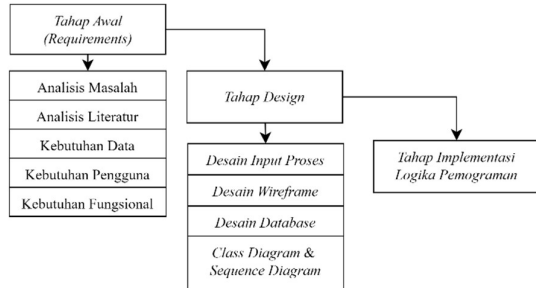 Tahap Awal
(Requirements)
Analisis Masalah
Analisis Literatur
Kebutuhan Data
Kebutuhan Pengguna
Kebutuhan Fungsional
Tahap Design
Desain Input Proses
Desain Wireframe
Desain Database
Class Diagram &
Sequence Diagram
Tahap Implementasi
Logika Pemograman